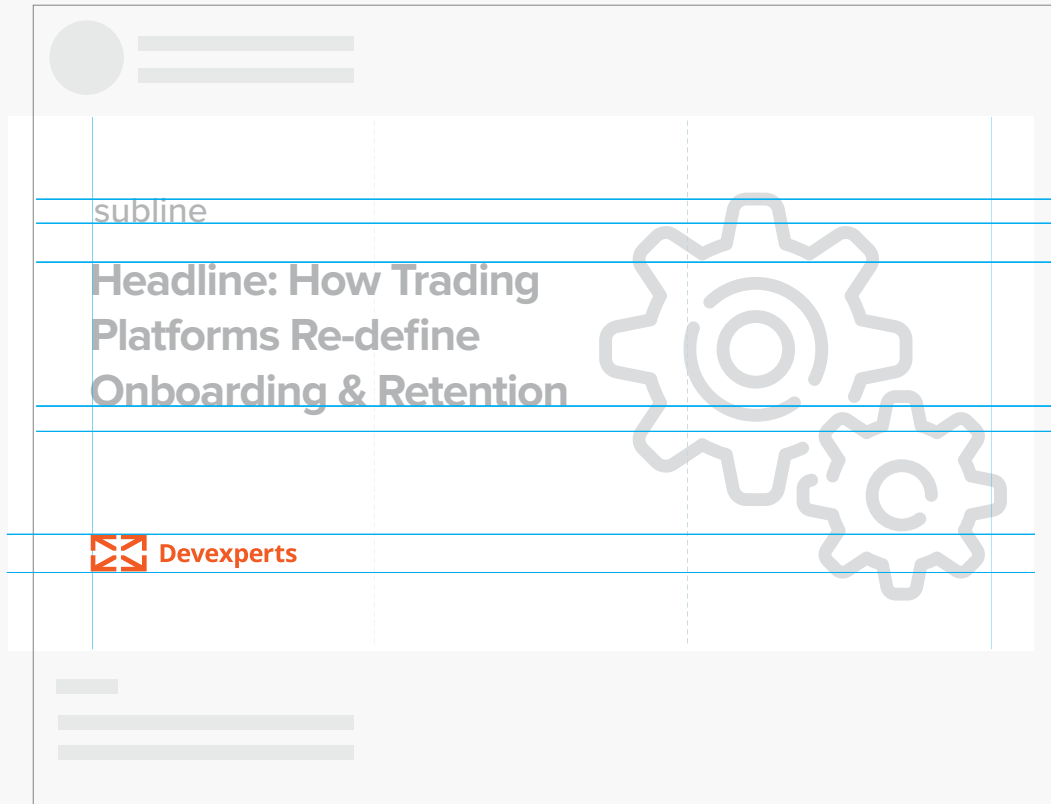 subline
Headline: How Trading
Platforms Re-define
Onboarding & Retention
Devexperts